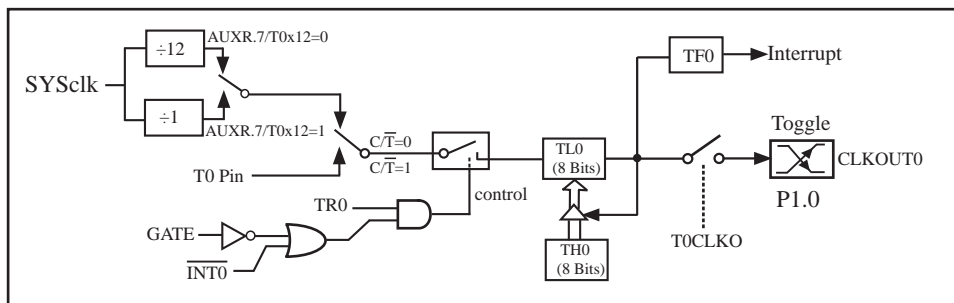 ÷12
AUXR.7/T0x12=0
SYSclk
÷1
AUXR.7/T0x12=1
T0 Pin
C/T̅=0
C/T̅=1
TR0
GATE
I̅N̅T̅0̅
control
TL0
(8 Bits)
TH0
(8 Bits)
TF0
Interrupt
T0CLKO
Toggle
CLKOUT0
P1.0